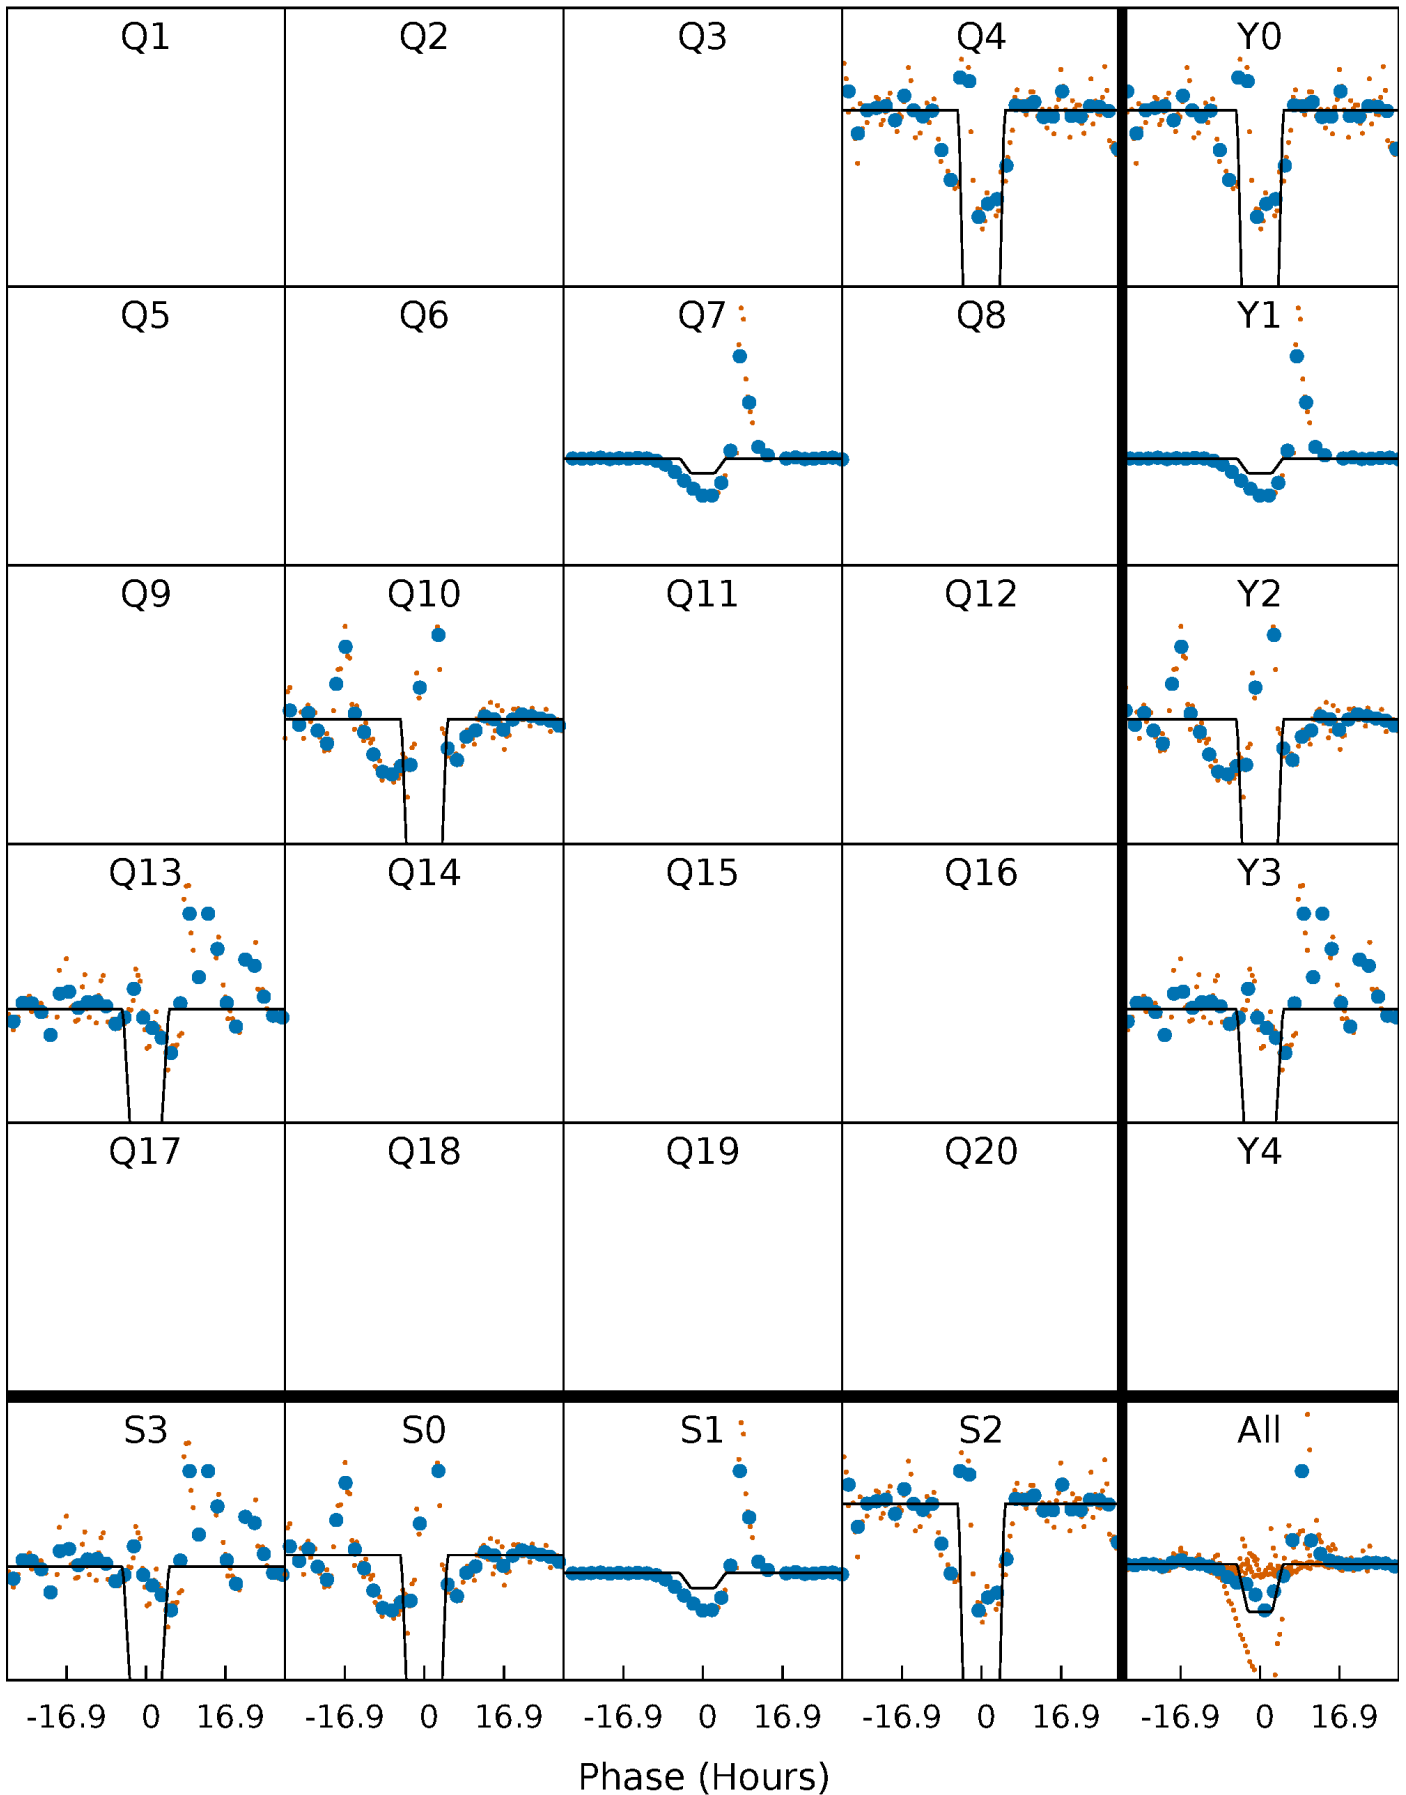 Q1 Q2 Q3 Q4 Y0
Q5 Q6 Q7 Q8 Y1
Q9 Q10 Q11 Q12 Y2
Q13 Q14 Q15 Q16 Y3
Q17 Q18 Q19 Q20 Y4
S3 S0 S1 S2 All
-16.9 0 16.9 -16.9 0 16.9 -16.9 0 16.9 -16.9 0 16.9 -16.9 0 16.9
Phase (Hours)